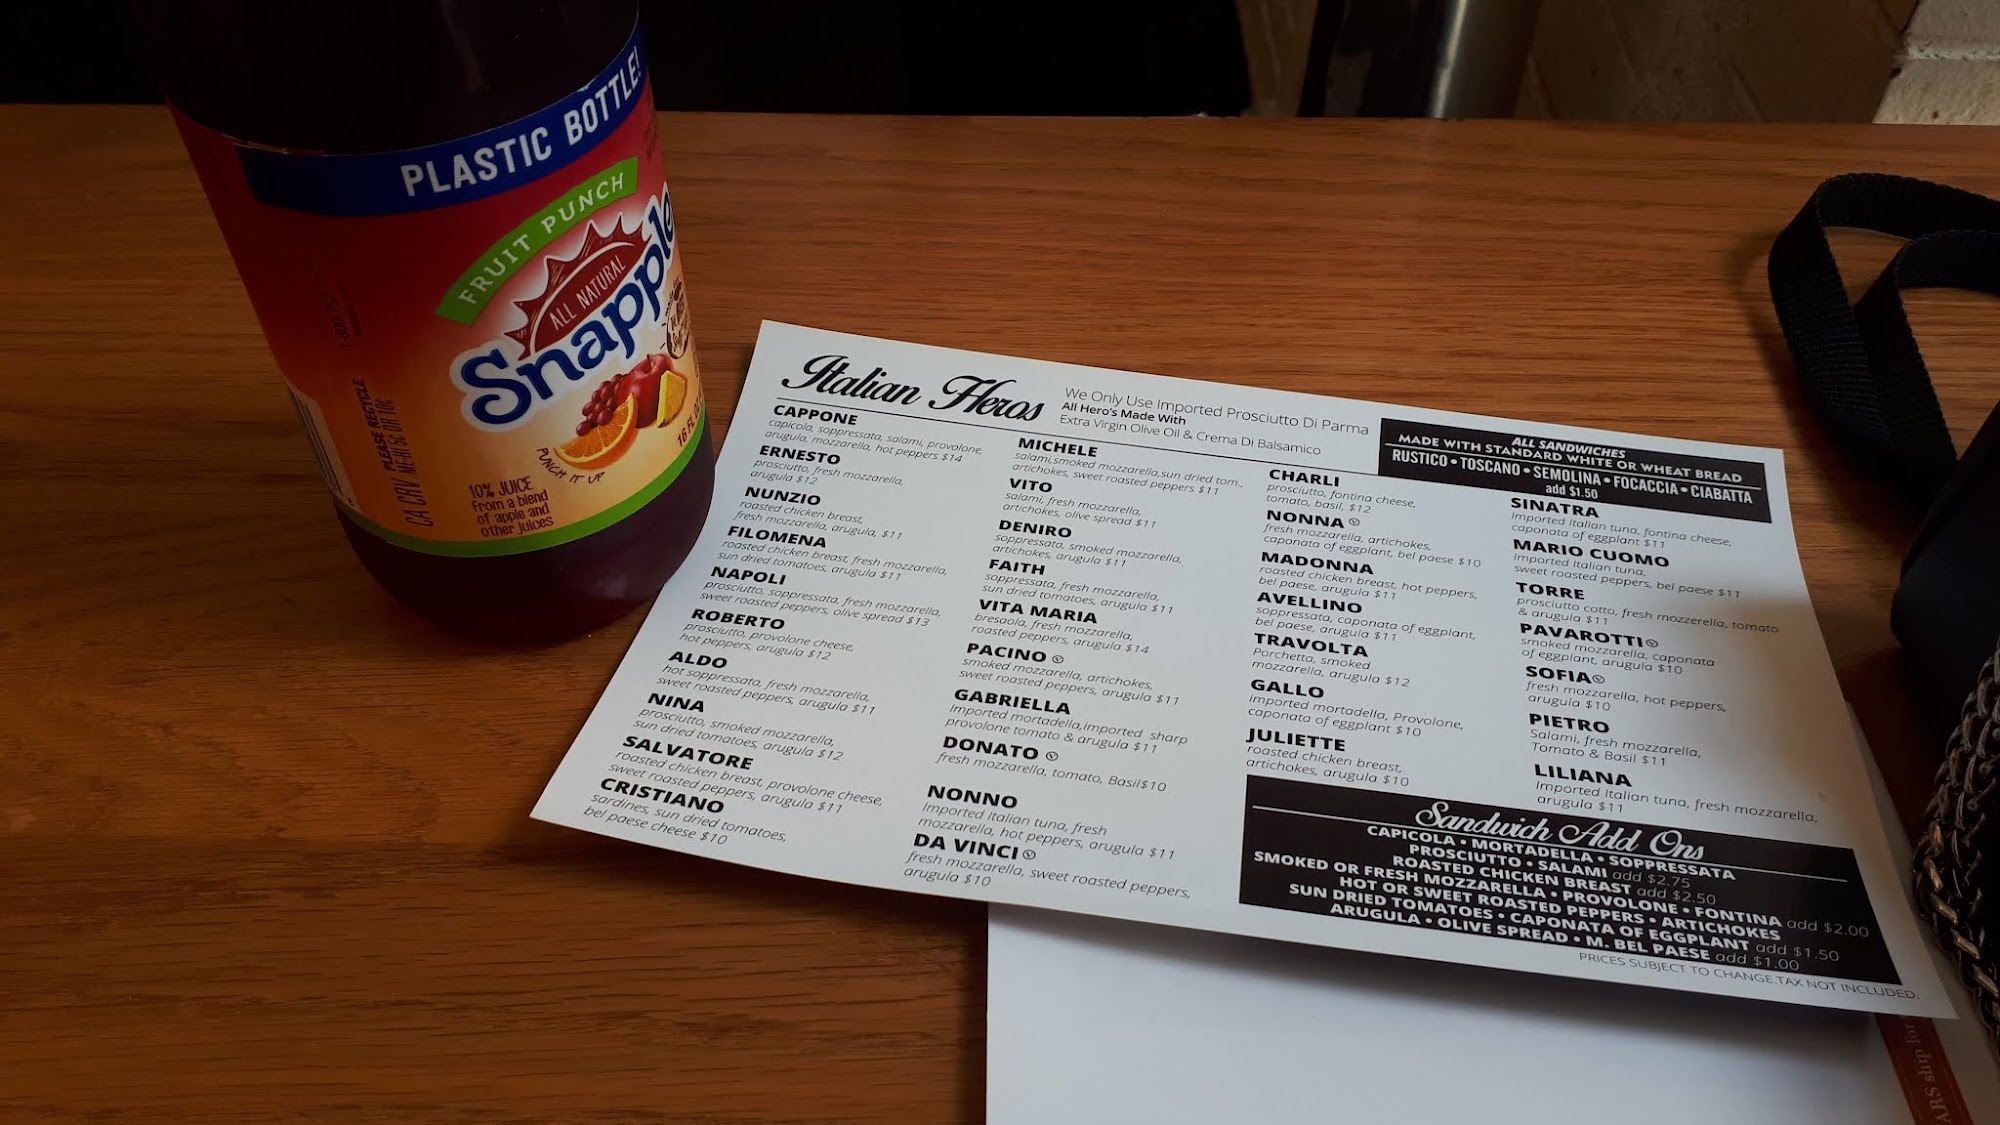 PLASTIC BOTTLE!
FRUIT PUNCH
ALL NATURAL
Snapple
PUNCH IT UP
16 FL
10% JUICE
From a blend
of apple and
other juices
PLEASE RECYCLE
CA CRV ME-HI 5¢ OR 10¢
Italian Heros
We Only Use Imported Prosciutto Di Parma
All Hero's Made With
Extra Virgin Olive Oil & Crema Di Balsamico
ALL SANDWICHES
MADE WITH STANDARD WHITE OR WHEAT BREAD
RUSTICO • TOSCANO • SEMOLINA • FOCACCIA • CIABATTA
add $1.50
CAPPONE
capicola, soppressata, salami, provolone,
arugula, mozzarella, hot peppers $14
ERNESTO
prosciutto, fresh mozzarella,
arugula $12
NUNZIO
roasted chicken breast,
fresh mozzarella, arugula, $11
FILOMENA
roasted chicken breast, fresh mozzarella,
sun dried tomatoes, arugula $11
NAPOLI
prosciutto, soppressata, fresh mozzarella,
sweet roasted peppers, olive spread $13
ROBERTO
prosciutto, provolone cheese,
hot peppers, arugula $12
ALDO
hot soppressata, fresh mozzarella,
sweet roasted peppers, arugula $11
NINA
prosciutto, smoked mozzarella,
sun dried tomatoes, arugula $12
SALVATORE
roasted chicken breast, provolone cheese,
sweet roasted peppers, arugula $11
CRISTIANO
sardines, sun dried tomatoes,
bel paese cheese $10
MICHELE
salami,smoked mozzarella,sun dried tom.,
artichokes, sweet roasted peppers $11
VITO
salami, fresh mozzarella,
artichokes, olive spread $11
DENIRO
soppressata, smoked mozzarella,
artichokes, arugula $11
FAITH
soppressata, fresh mozzarella,
sun dried tomatoes, arugula $11
VITA MARIA
bresaola, fresh mozzarella,
roasted peppers, arugula $14
PACINO Ⓥ
smoked mozzarella, artichokes,
sweet roasted peppers, arugula $11
GABRIELLA
Imported mortadella,imported sharp
provolone tomato & arugula $11
DONATO Ⓥ
fresh mozzarella, tomato, Basil$10
NONNO
Imported Italian tuna, fresh
mozzarella, hot peppers, arugula $11
DA VINCI Ⓥ
fresh mozzarella, sweet roasted peppers,
arugula $10
CHARLI
prosciutto, fontina cheese,
tomato, basil, $12
NONNA Ⓥ
fresh mozzarella, artichokes,
caponata of eggplant, bel paese $10
MADONNA
roasted chicken breast, hot peppers,
bel paese, arugula $11
AVELLINO
soppressata, caponata of eggplant,
bel paese, arugula $11
TRAVOLTA
Porchetta, smoked
mozzarella, arugula $12
GALLO
imported mortadella, Provolone,
caponata of eggplant $10
JULIETTE
roasted chicken breast,
artichokes, arugula $10
SINATRA
Imported Italian tuna, fontina cheese,
caponata of eggplant $11
MARIO CUOMO
Imported Italian tuna,
sweet roasted peppers, bel paese $11
TORRE
prosciutto cotto, fresh mozzerella, tomato
& arugula $11
PAVAROTTI Ⓥ
smoked mozzarella, caponata
of eggplant, arugula $10
SOFIA Ⓥ
fresh mozzarella, hot peppers,
arugula $10
PIETRO
Salami, fresh mozzarella,
Tomato & Basil $11
LILIANA
Imported Italian tuna, fresh mozzarella,
arugula $11
Sandwich Add Ons
CAPICOLA • MORTADELLA • SOPPRESSATA
PROSCIUTTO • SALAMI add $2.75
ROASTED CHICKEN BREAST add $2.50
SMOKED OR FRESH MOZZARELLA • PROVOLONE • FONTINA add $2.00
HOT OR SWEET ROASTED PEPPERS • ARTICHOKES
SUN DRIED TOMATOES • CAPONATA OF EGGPLANT add $1.50
ARUGULA • OLIVE SPREAD • M. BEL PAESE add $1.00
PRICES SUBJECT TO CHANGE.TAX NOT INCLUDED.
ARS ship for